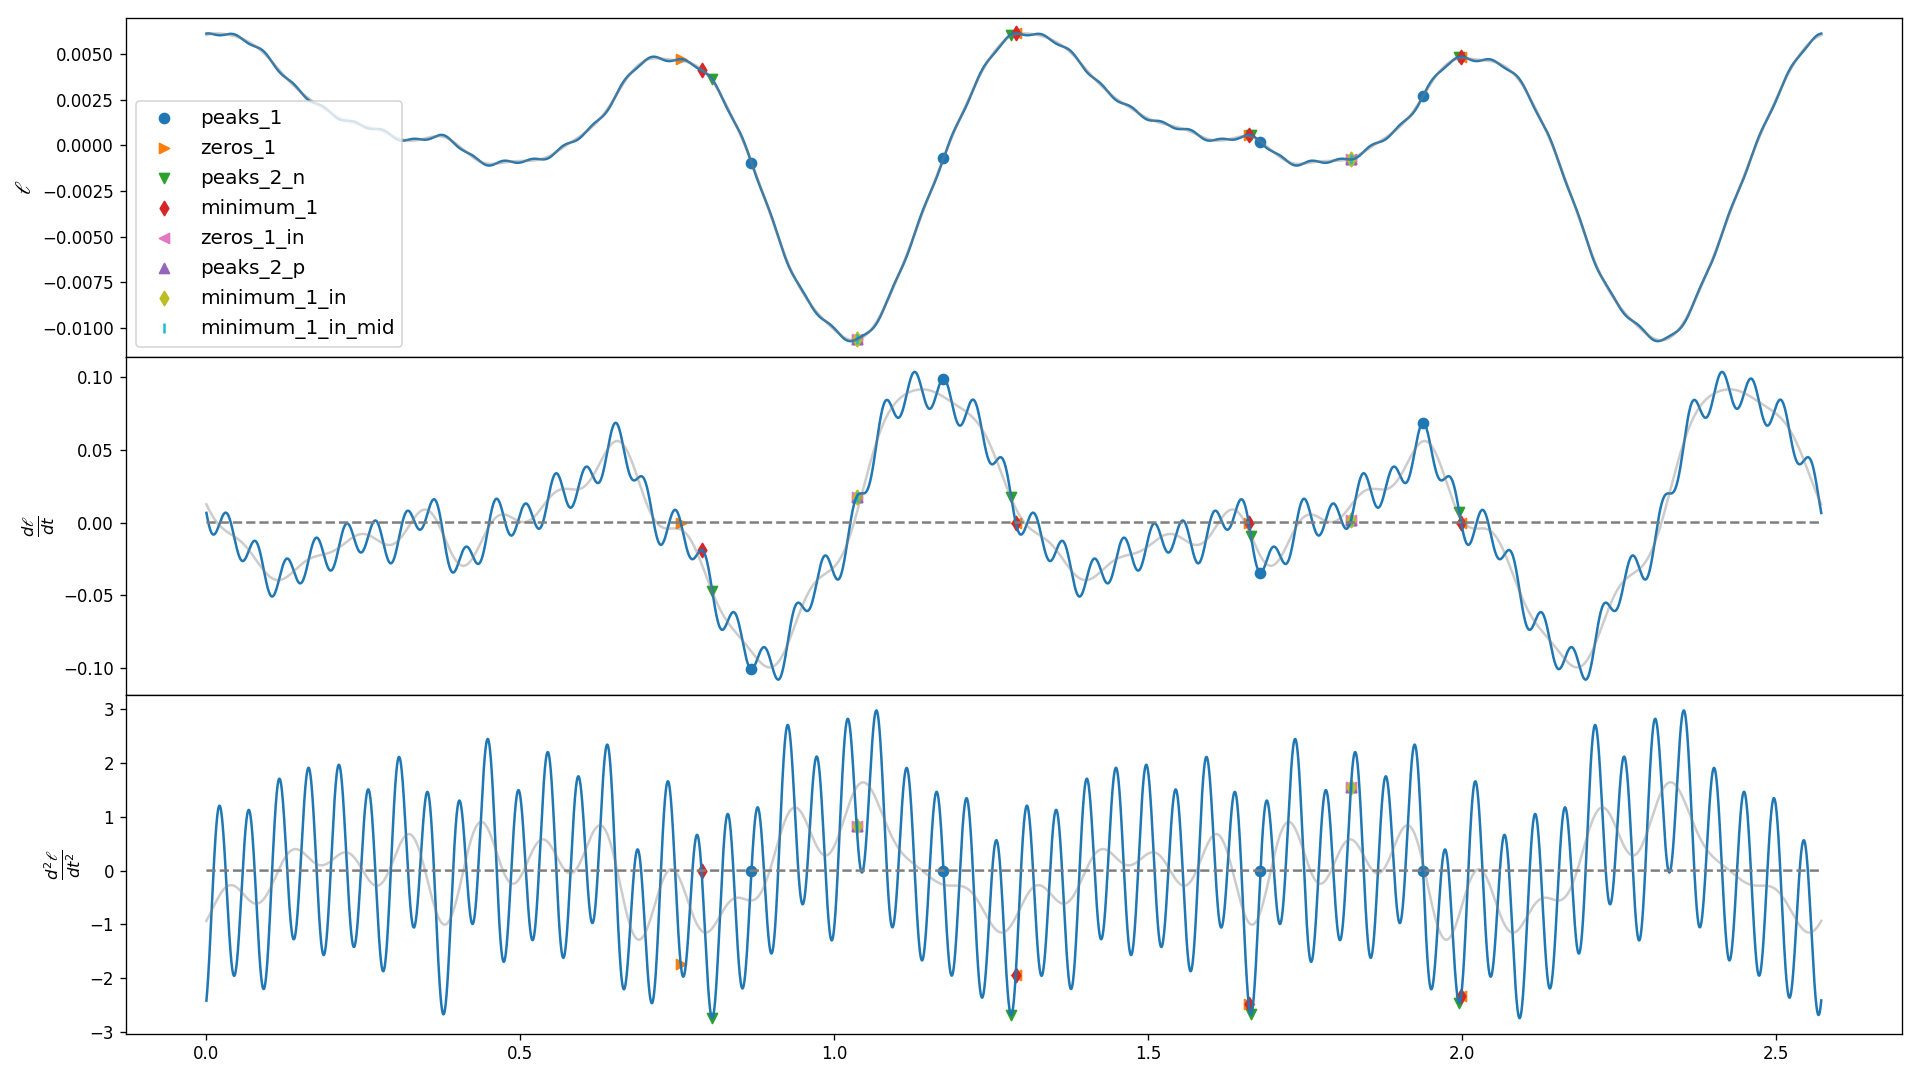 0.0050
0.0025
0.0000
−0.0025
−0.0050
−0.0075
−0.0100
ℓ
peaks_1
zeros_1
peaks_2_n
minimum_1
zeros_1_in
peaks_2_p
minimum_1_in
minimum_1_in_mid
0.10
0.05
0.00
−0.05
−0.10
dℓ
dt
3
2
1
0
−1
−2
−3
d²ℓ
dt²
0.0 0.5 1.0 1.5 2.0 2.5